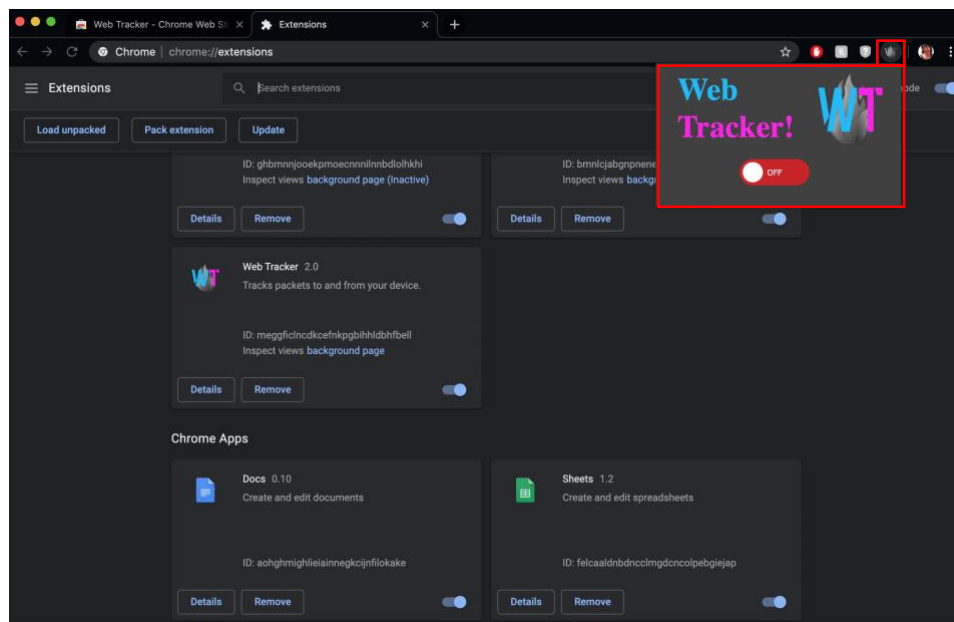 Web Tracker - Chrome Web St
Extensions
Chrome | chrome://extensions
Extensions
Search extensions
ode
Web
Tracker!
WT
OFF
Load unpacked
Pack extension
Update
ID: ghbmnnjooekpmoecnnnilnnbdlolhkhi
Inspect views background page (Inactive)
Details
Remove
ID: bmnlcjabgnpnene
Inspect views backg
Details
Remove
WT
Web Tracker 2.0
Tracks packets to and from your device.
ID: meggficlncdkcefnkpgbihhldbhfbell
Inspect views background page
Details
Remove
Chrome Apps
Docs 0.10
Create and edit documents
ID: aohghmighlieiainnegkcijnfilokake
Details
Remove
Sheets 1.2
Create and edit spreadsheets
ID: felcaaldnbdncclmgdcncolpebgiejap
Details
Remove